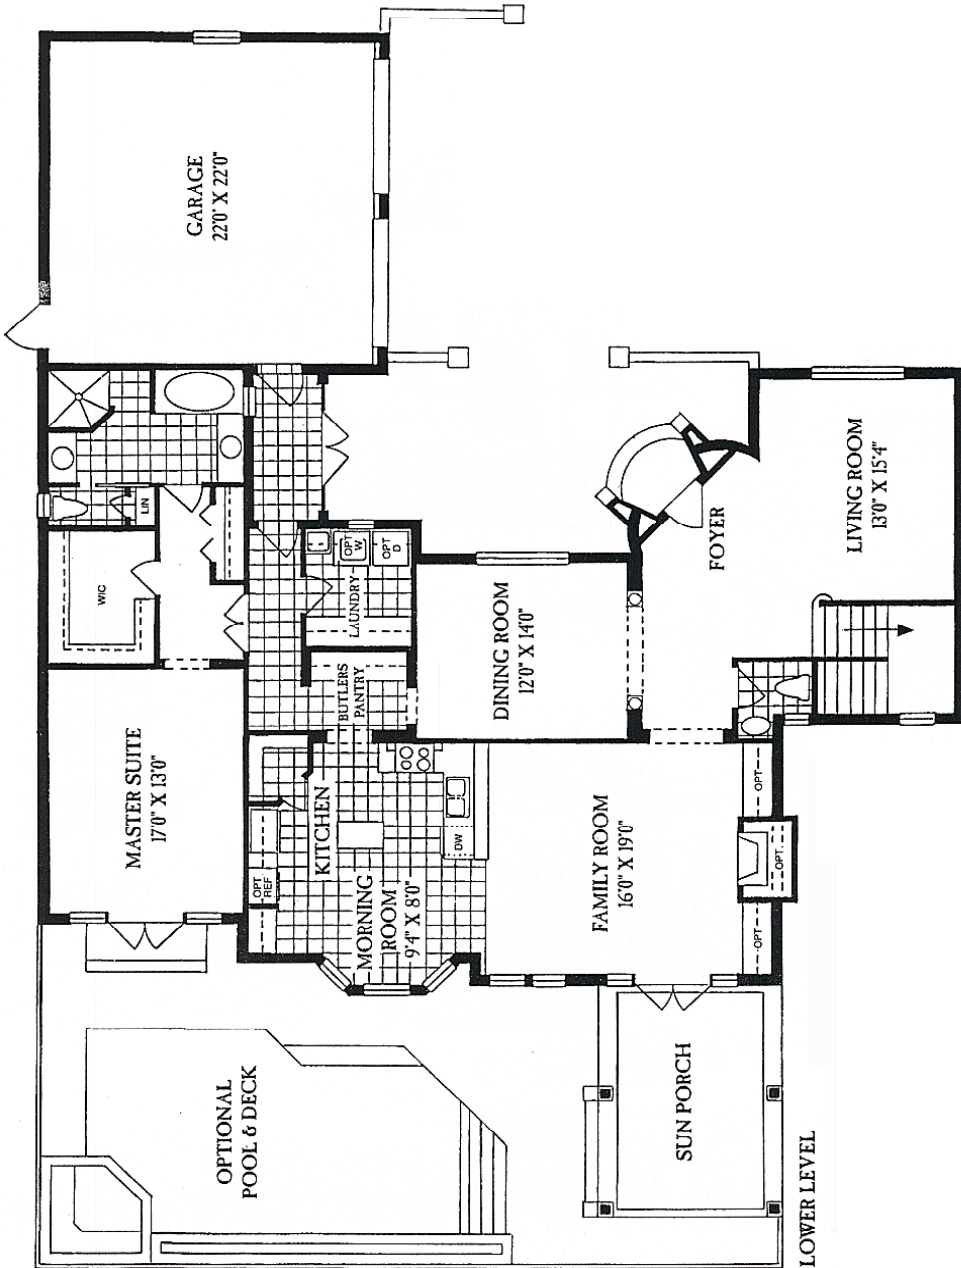 GARAGE
22'0" X 22'0"
LIN
WIC
OPT
W
OPT
D
LAUNDRY
FOYER
LIVING ROOM
13'0" X 15'4"
DINING ROOM
12'0" X 14'0"
BUTLERS
PANTRY
MASTER SUITE
17'0" X 13'0"
KITCHEN
OPT
REF
DW
MORNING
ROOM
9'4" X 8'0"
FAMILY ROOM
16'0" X 19'0"
OPT
OPT
OPT
OPTIONAL
POOL & DECK
SUN PORCH
LOWER LEVEL